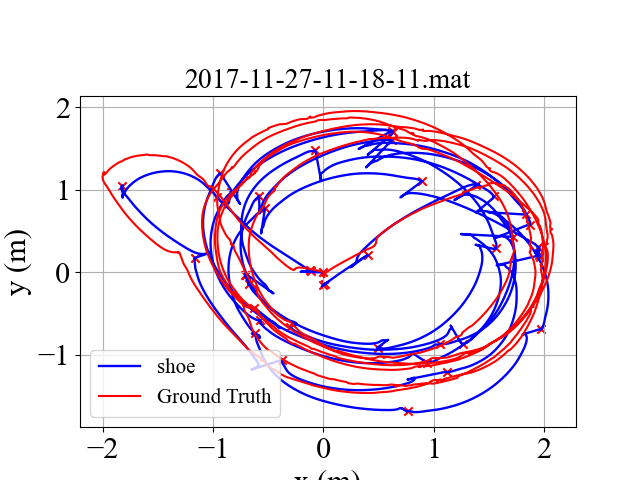 2017-11-27-11-18-11.mat
y (m)
2
1
0
−1
−2
−1
0
1
2
x (m)
shoe
Ground Truth